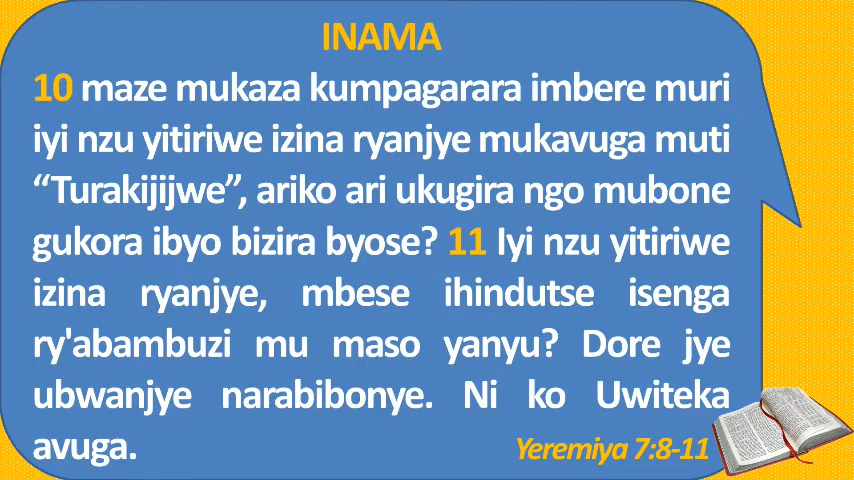 INAMA
10 maze mukaza kumpagarara imbere muri
iyi nzu yitiriwe izina ryanjye mukavuga muti
“Turakijijwe”, ariko ari ukugira ngo mubone
gukora ibyo bizira byose? 11 Iyi nzu yitiriwe
izina ryanjye, mbese ihindutse isenga
ry'abambuzi mu maso yanyu? Dore jye
ubwanjye narabibonye. Ni ko Uwiteka
avuga. Yeremiya 7:8-11